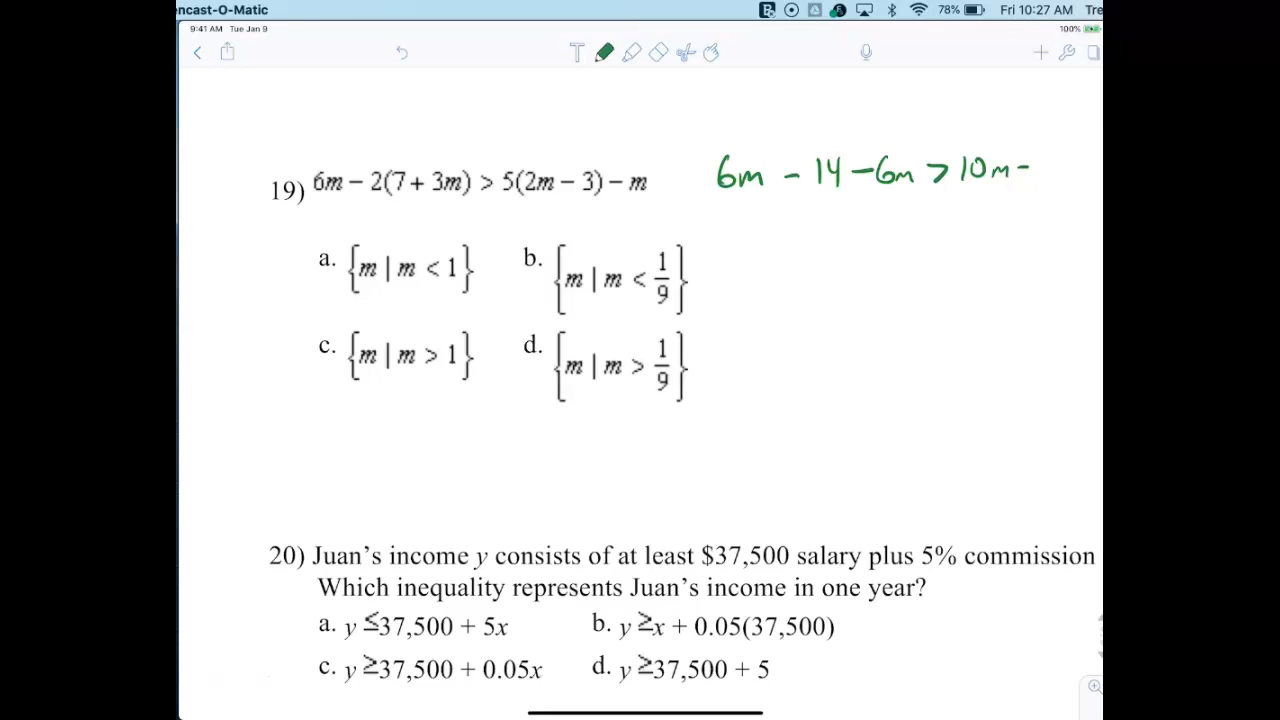 encast-O-Matic 78% Fri 10:27 AM Tre
9:41 AM Tue Jan 9 100%
19) 6m − 2(7 + 3m) > 5(2m − 3) − m 6m - 14 - 6m > 10m -
a. {m | m < 1} b. {m | m < 1/9}
c. {m | m > 1} d. {m | m > 1/9}
20) Juan’s income y consists of at least $37,500 salary plus 5% commission
Which inequality represents Juan’s income in one year?
a. y ≤ 37,500 + 5x b. y ≥ x + 0.05(37,500)
c. y ≥ 37,500 + 0.05x d. y ≥ 37,500 + 5